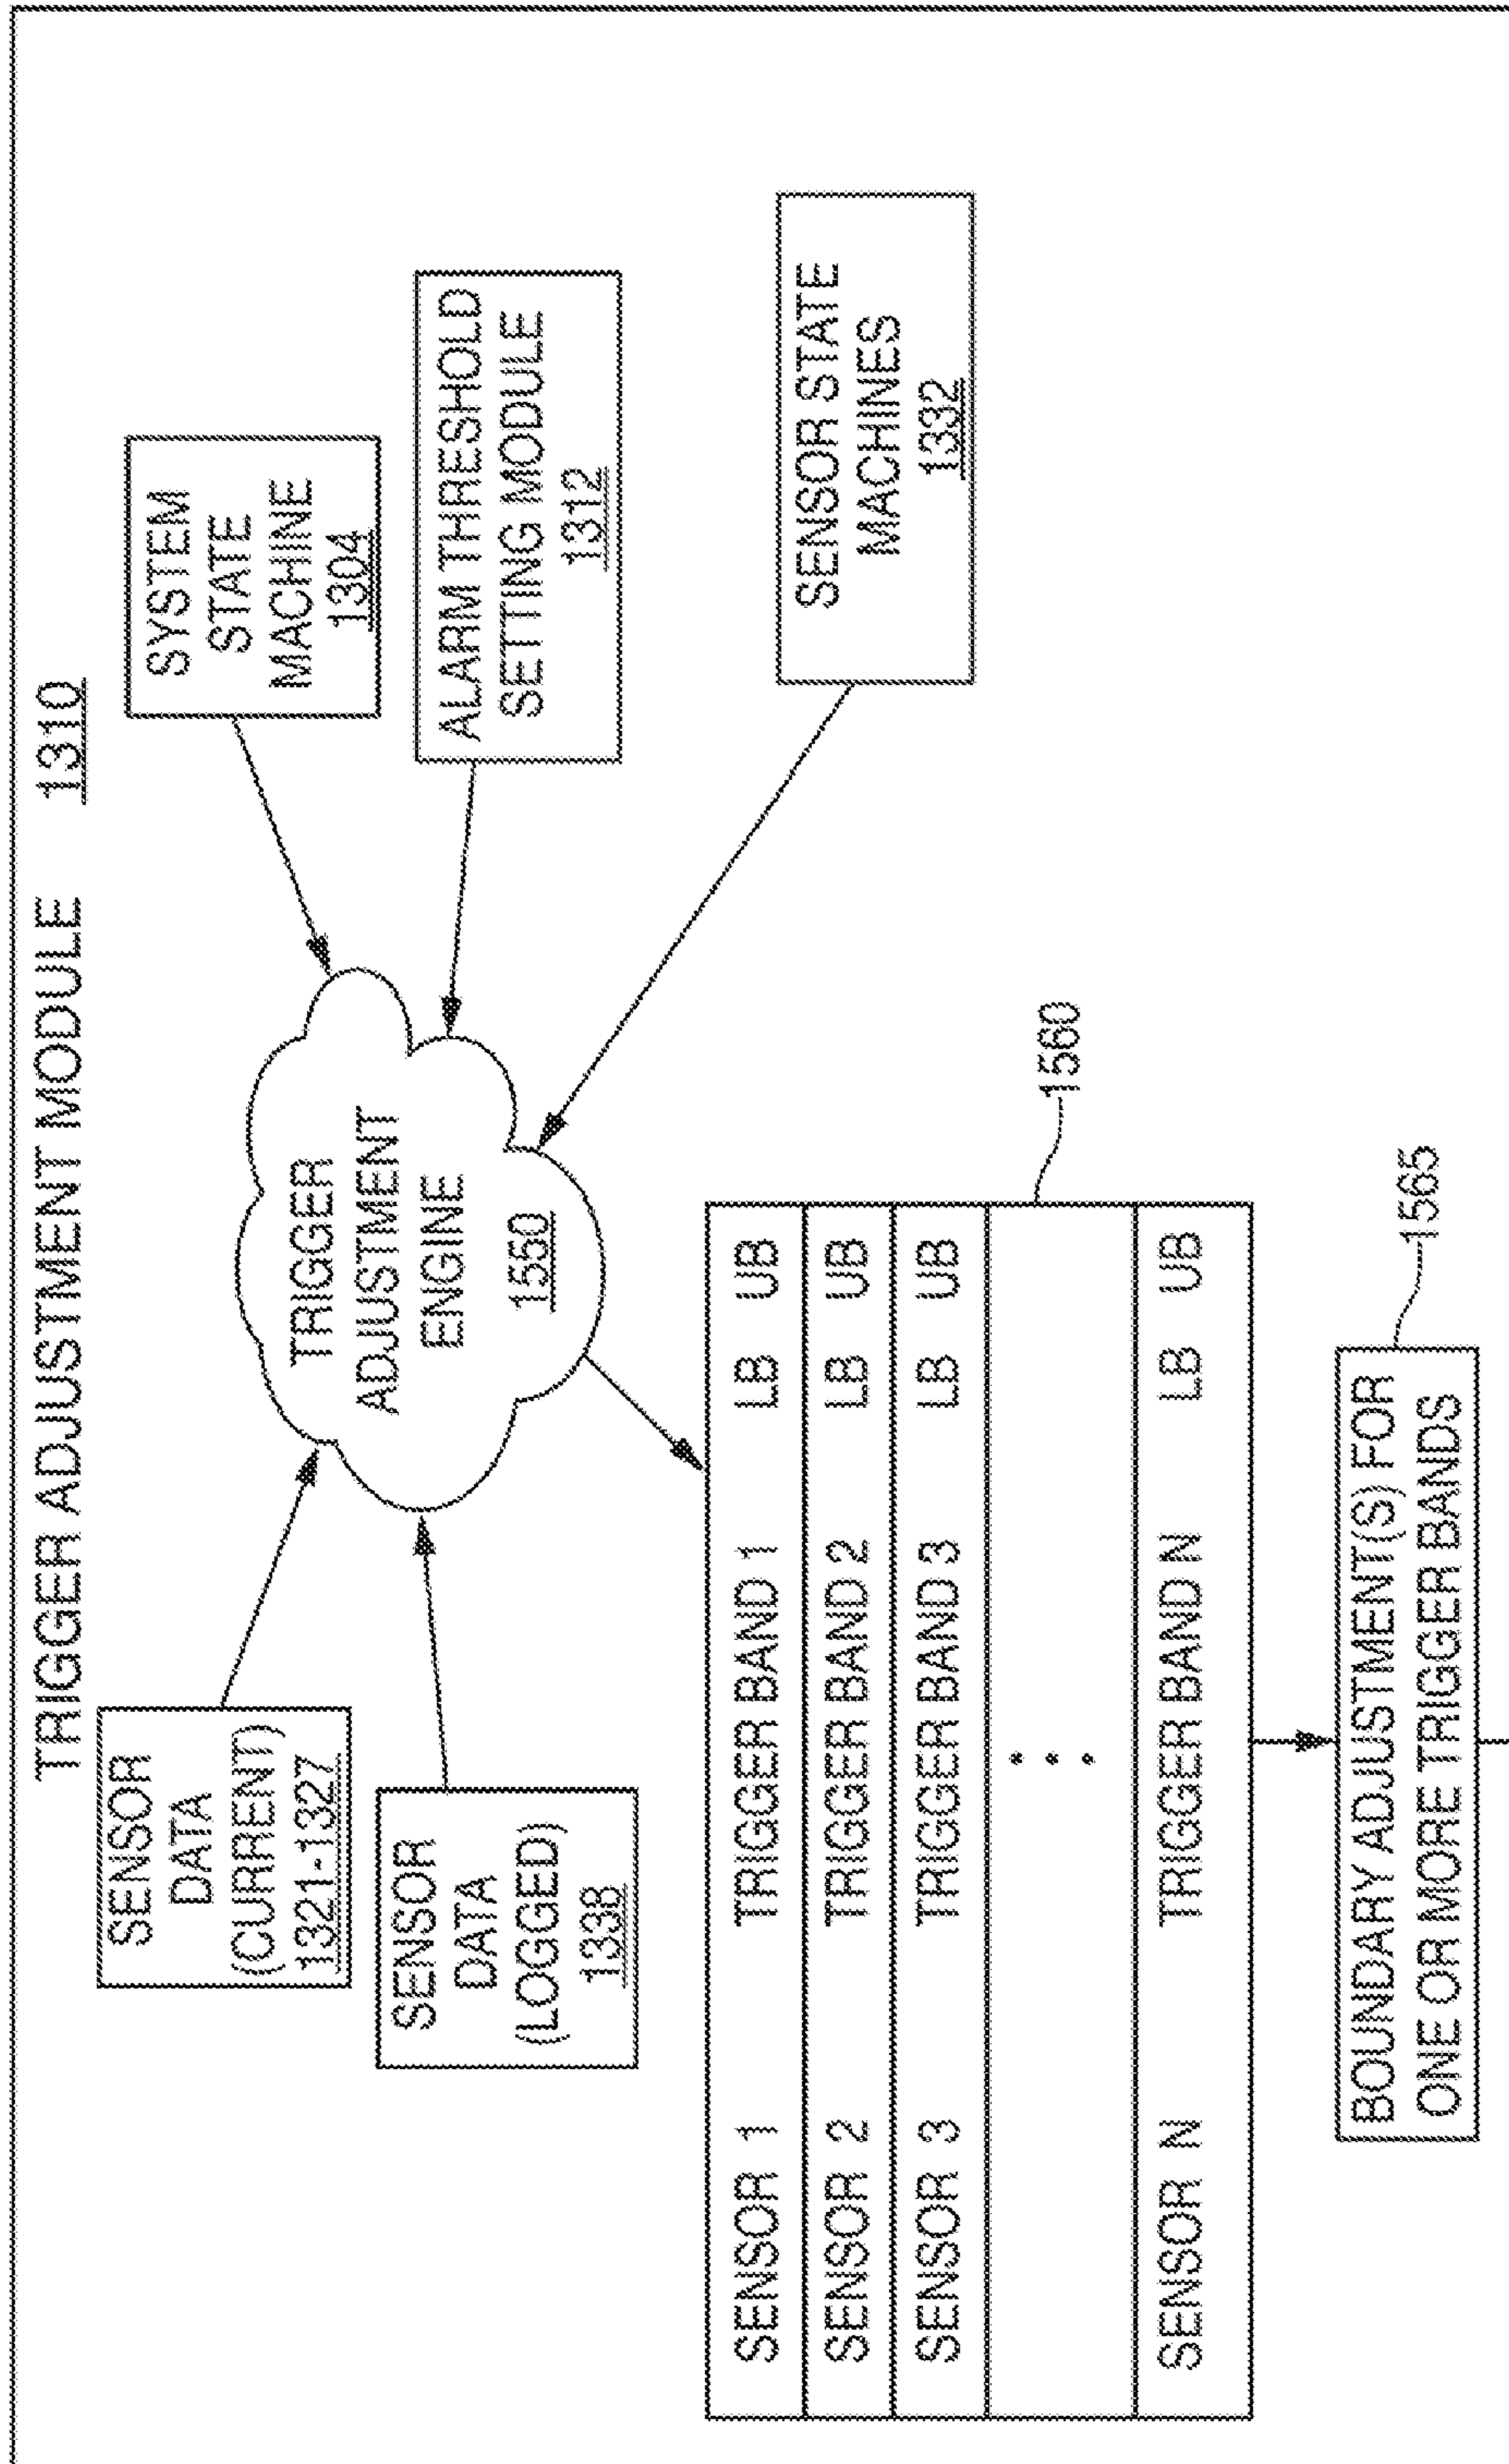 TRIGGER ADJUSTMENT MODULE 1310
SENSOR
DATA
(CURRENT)
1321-1327
SENSOR
DATA
(LOGGED)
1338
TRIGGER
ADJUSTMENT
ENGINE
1550
SYSTEM
STATE
MACHINE
1304
ALARM THRESHOLD
SETTING MODULE
1312
SENSOR STATE
MACHINES
1332
SENSOR 1 TRIGGER BAND 1 LB UB
SENSOR 2 TRIGGER BAND 2 LB UB
SENSOR 3 TRIGGER BAND 3 LB UB
. . .
SENSOR N TRIGGER BAND N LB UB
1560
BOUNDARY ADJUSTMENT(S) FOR
ONE OR MORE TRIGGER BANDS
1565